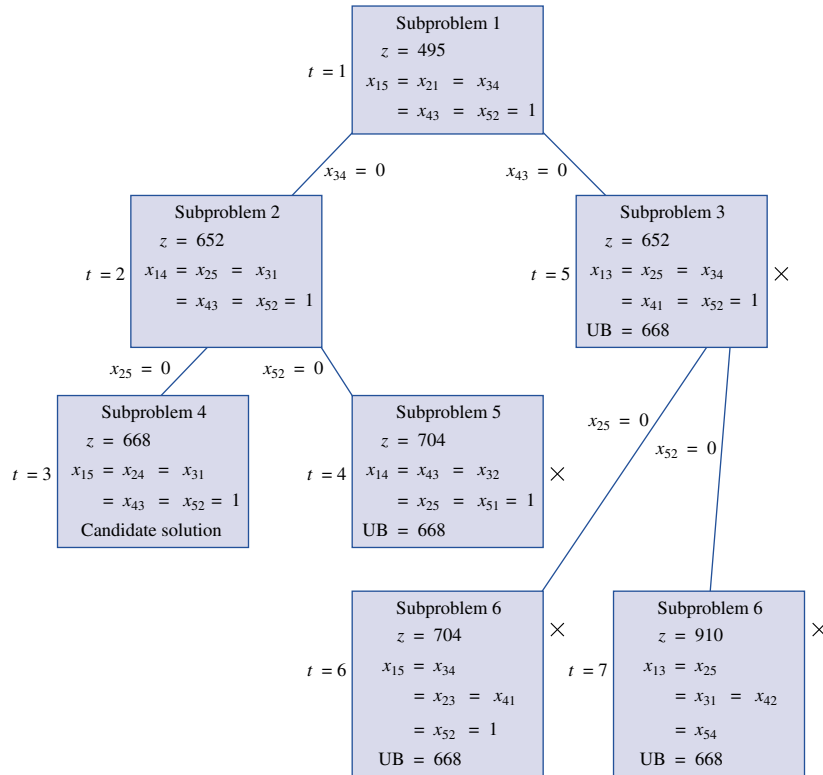 Subproblem 1
z = 495
t = 1
x15 = x21 = x34
= x43 = x52 = 1
x34 = 0
x43 = 0
Subproblem 2
z = 652
t = 2
x14 = x25 = x31
= x43 = x52 = 1
Subproblem 3
z = 652
t = 5
x13 = x25 = x34
×
= x41 = x52 = 1
UB = 668
x25 = 0
x52 = 0
Subproblem 4
z = 668
t = 3
x15 = x24 = x31
= x43 = x52 = 1
Candidate solution
Subproblem 5
z = 704
t = 4
x14 = x43 = x32
×
= x25 = x51 = 1
UB = 668
x25 = 0
x52 = 0
Subproblem 6
z = 704
×
t = 6
x15 = x34
= x23 = x41
= x52 = 1
UB = 668
Subproblem 6
z = 910
×
t = 7
x13 = x25
= x31 = x42
= x54
UB = 668